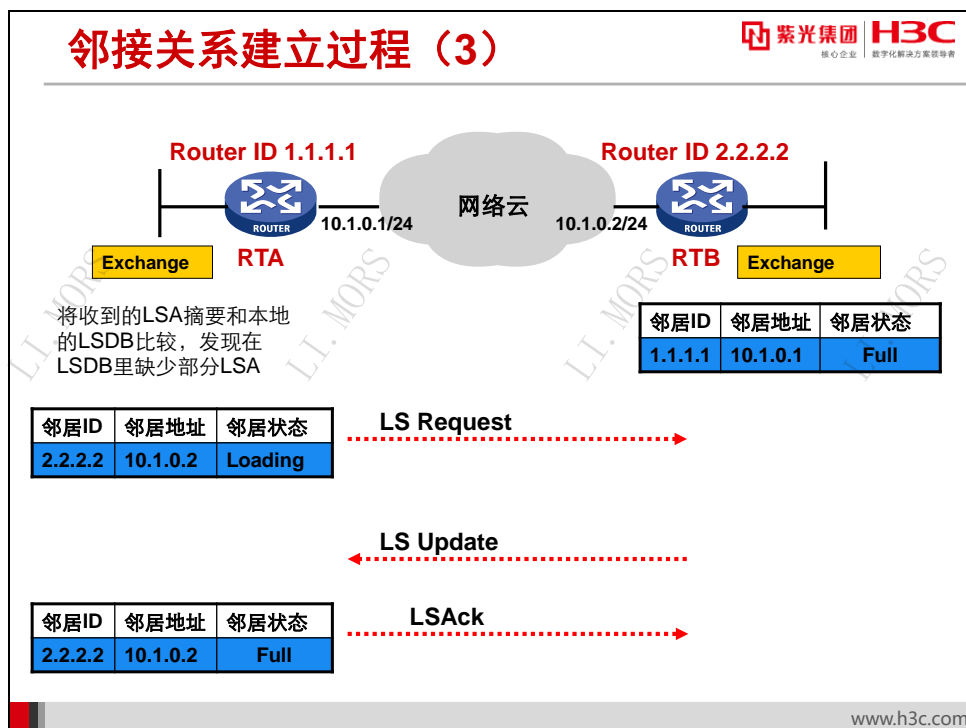 邻接关系建立过程（3）
紫光集团
核心企业
H3C
数字化解决方案领导者
Router ID 1.1.1.1
Router ID 2.2.2.2
网络云
ROUTER
10.1.0.1/24
10.1.0.2/24
ROUTER
Exchange
RTA
RTB
Exchange
将收到的LSA摘要和本地
的LSDB比较，发现在
LSDB里缺少部分LSA
邻居ID 邻居地址 邻居状态
1.1.1.1 10.1.0.1 Full
LI. MORS
LI. MORS
LI. MORS
LI. MORS
邻居ID 邻居地址 邻居状态
2.2.2.2 10.1.0.2 Loading
LS Request
LS Update
邻居ID 邻居地址 邻居状态
2.2.2.2 10.1.0.2 Full
LSAck
www.h3c.com